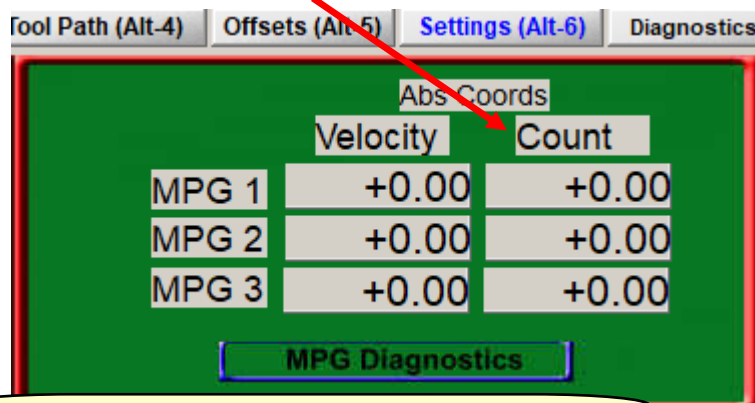 Tool Path (Alt-4) Offsets (Alt-5) Settings (Alt-6) Diagnostics
Abs Coords
Velocity Count
MPG 1 +0.00 +0.00
MPG 2 +0.00 +0.00
MPG 3 +0.00 +0.00
MPG Diagnostics